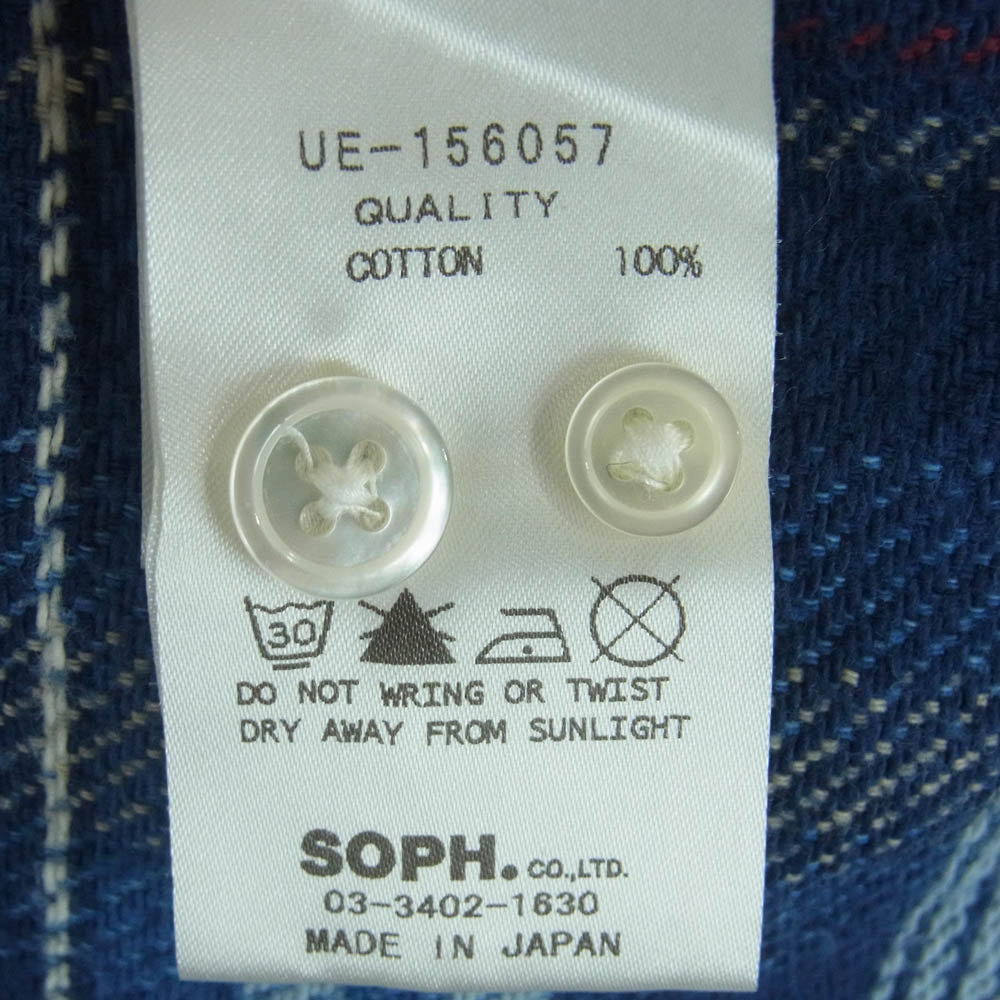 UE-156057
QUALITY
COTTON 100%
30
DO NOT WRING OR TWIST
DRY AWAY FROM SUNLIGHT
SOPH. CO.,LTD.
03-3402-1630
MADE IN JAPAN